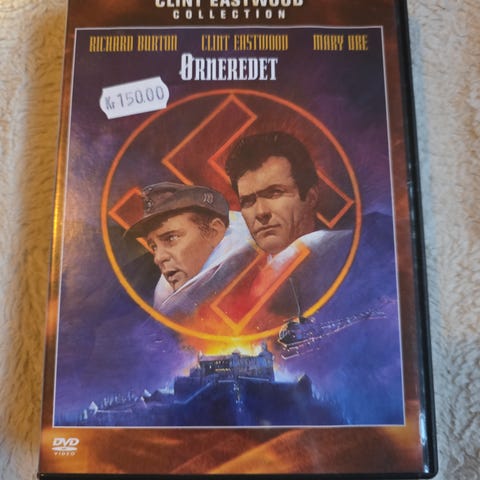 CLINT EASTWOOD
COLLECTION
RICHARD BURTON CLINT EASTWOOD MARY URE
ØRNEREDET
Kr 150.00
DVD
VIDEO